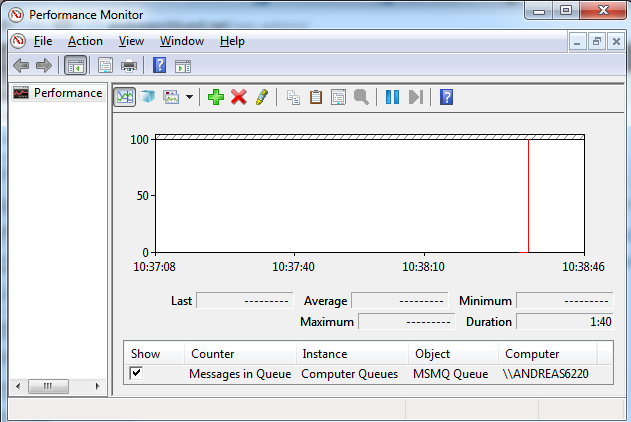 Performance Monitor
File Action View Window Help
Performance
100
50
0
10:37:08 10:37:40 10:38:10 10:38:46
Last --------- Average --------- Minimum ---------
Maximum --------- Duration 1:40
Show Counter Instance Object Computer
Messages in Queue Computer Queues MSMQ Queue \\ANDREAS6220